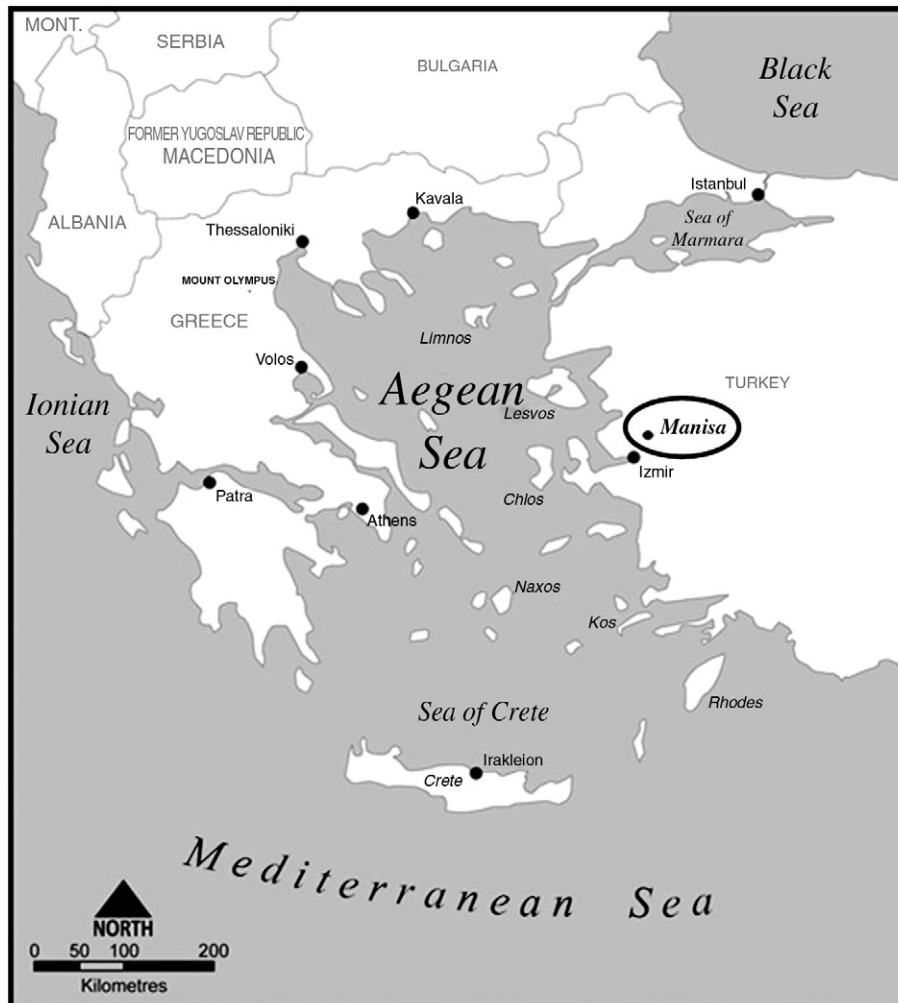 MONT.
SERBIA
BULGARIA
Black
Sea
FORMER YUGOSLAV REPUBLIC
MACEDONIA
Istanbul
Kavala
ALBANIA
Thessaloniki
Sea of
Marmara
MOUNT OLYMPUS
GREECE
Limnos
Volos
Aegean
Sea
TURKEY
Ionian
Sea
Lesvos
Manisa
Izmir
Patra
Chlos
Athens
Naxos
Kos
Rhodes
Sea of Crete
Irakleion
Crete
Mediterranean Sea
NORTH
0 50 100 200
Kilometres